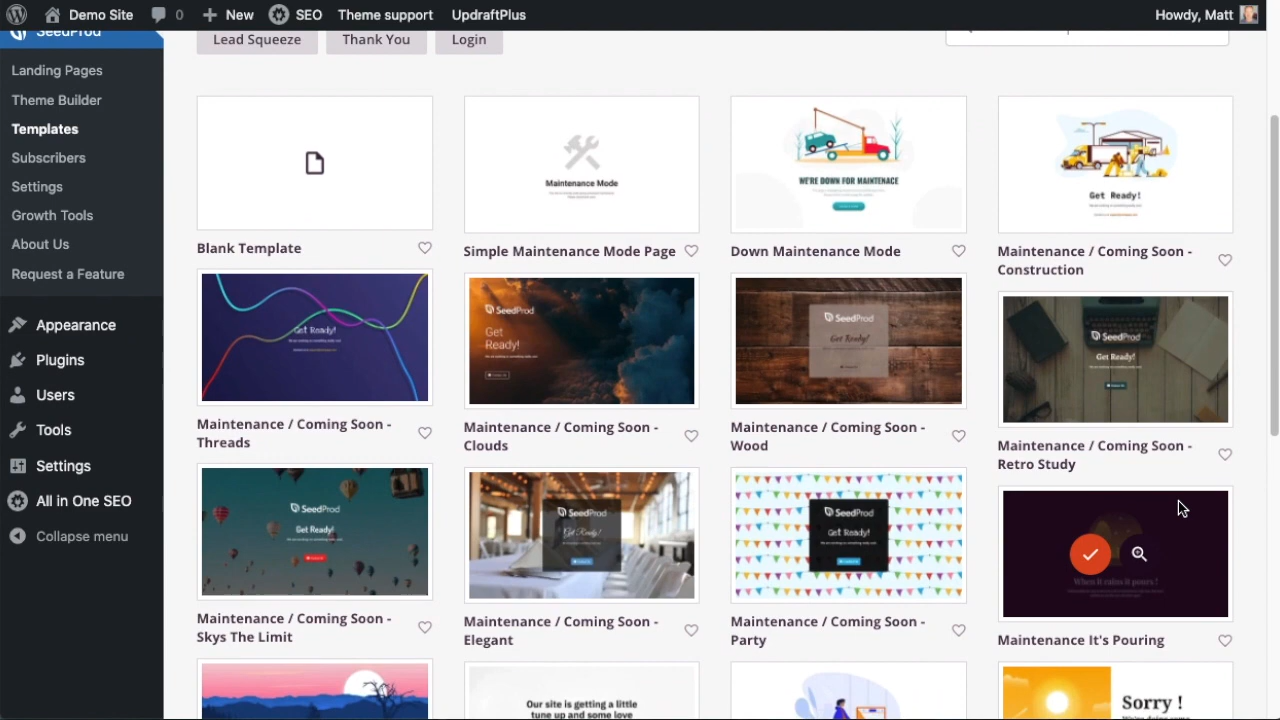 Demo Site
0
New
SEO
Theme support
UpdraftPlus
Howdy, Matt
SeedProd
Landing Pages
Theme Builder
Templates
Subscribers
Settings
Growth Tools
About Us
Request a Feature
Appearance
Plugins
Users
Tools
Settings
All in One SEO
Collapse menu
Lead Squeeze
Thank You
Login
Maintenance Mode
WE'RE DOWN FOR MAINTENACE
Get Ready!
Blank Template
Simple Maintenance Mode Page
Down Maintenance Mode
Maintenance / Coming Soon -
Construction
Get Ready!
SeedProd
Get
Ready!
SeedProd
Get Ready!
SeedProd
Get Ready!
Maintenance / Coming Soon -
Threads
Maintenance / Coming Soon -
Clouds
Maintenance / Coming Soon -
Wood
Maintenance / Coming Soon -
Retro Study
SeedProd
Get Ready!
SeedProd
Get Ready!
SeedProd
Get Ready!
When it rains it pours !
Maintenance / Coming Soon -
Skys The Limit
Maintenance / Coming Soon -
Elegant
Maintenance / Coming Soon -
Party
Maintenance It's Pouring
Our site is getting a little
tune up and some love
Sorry !